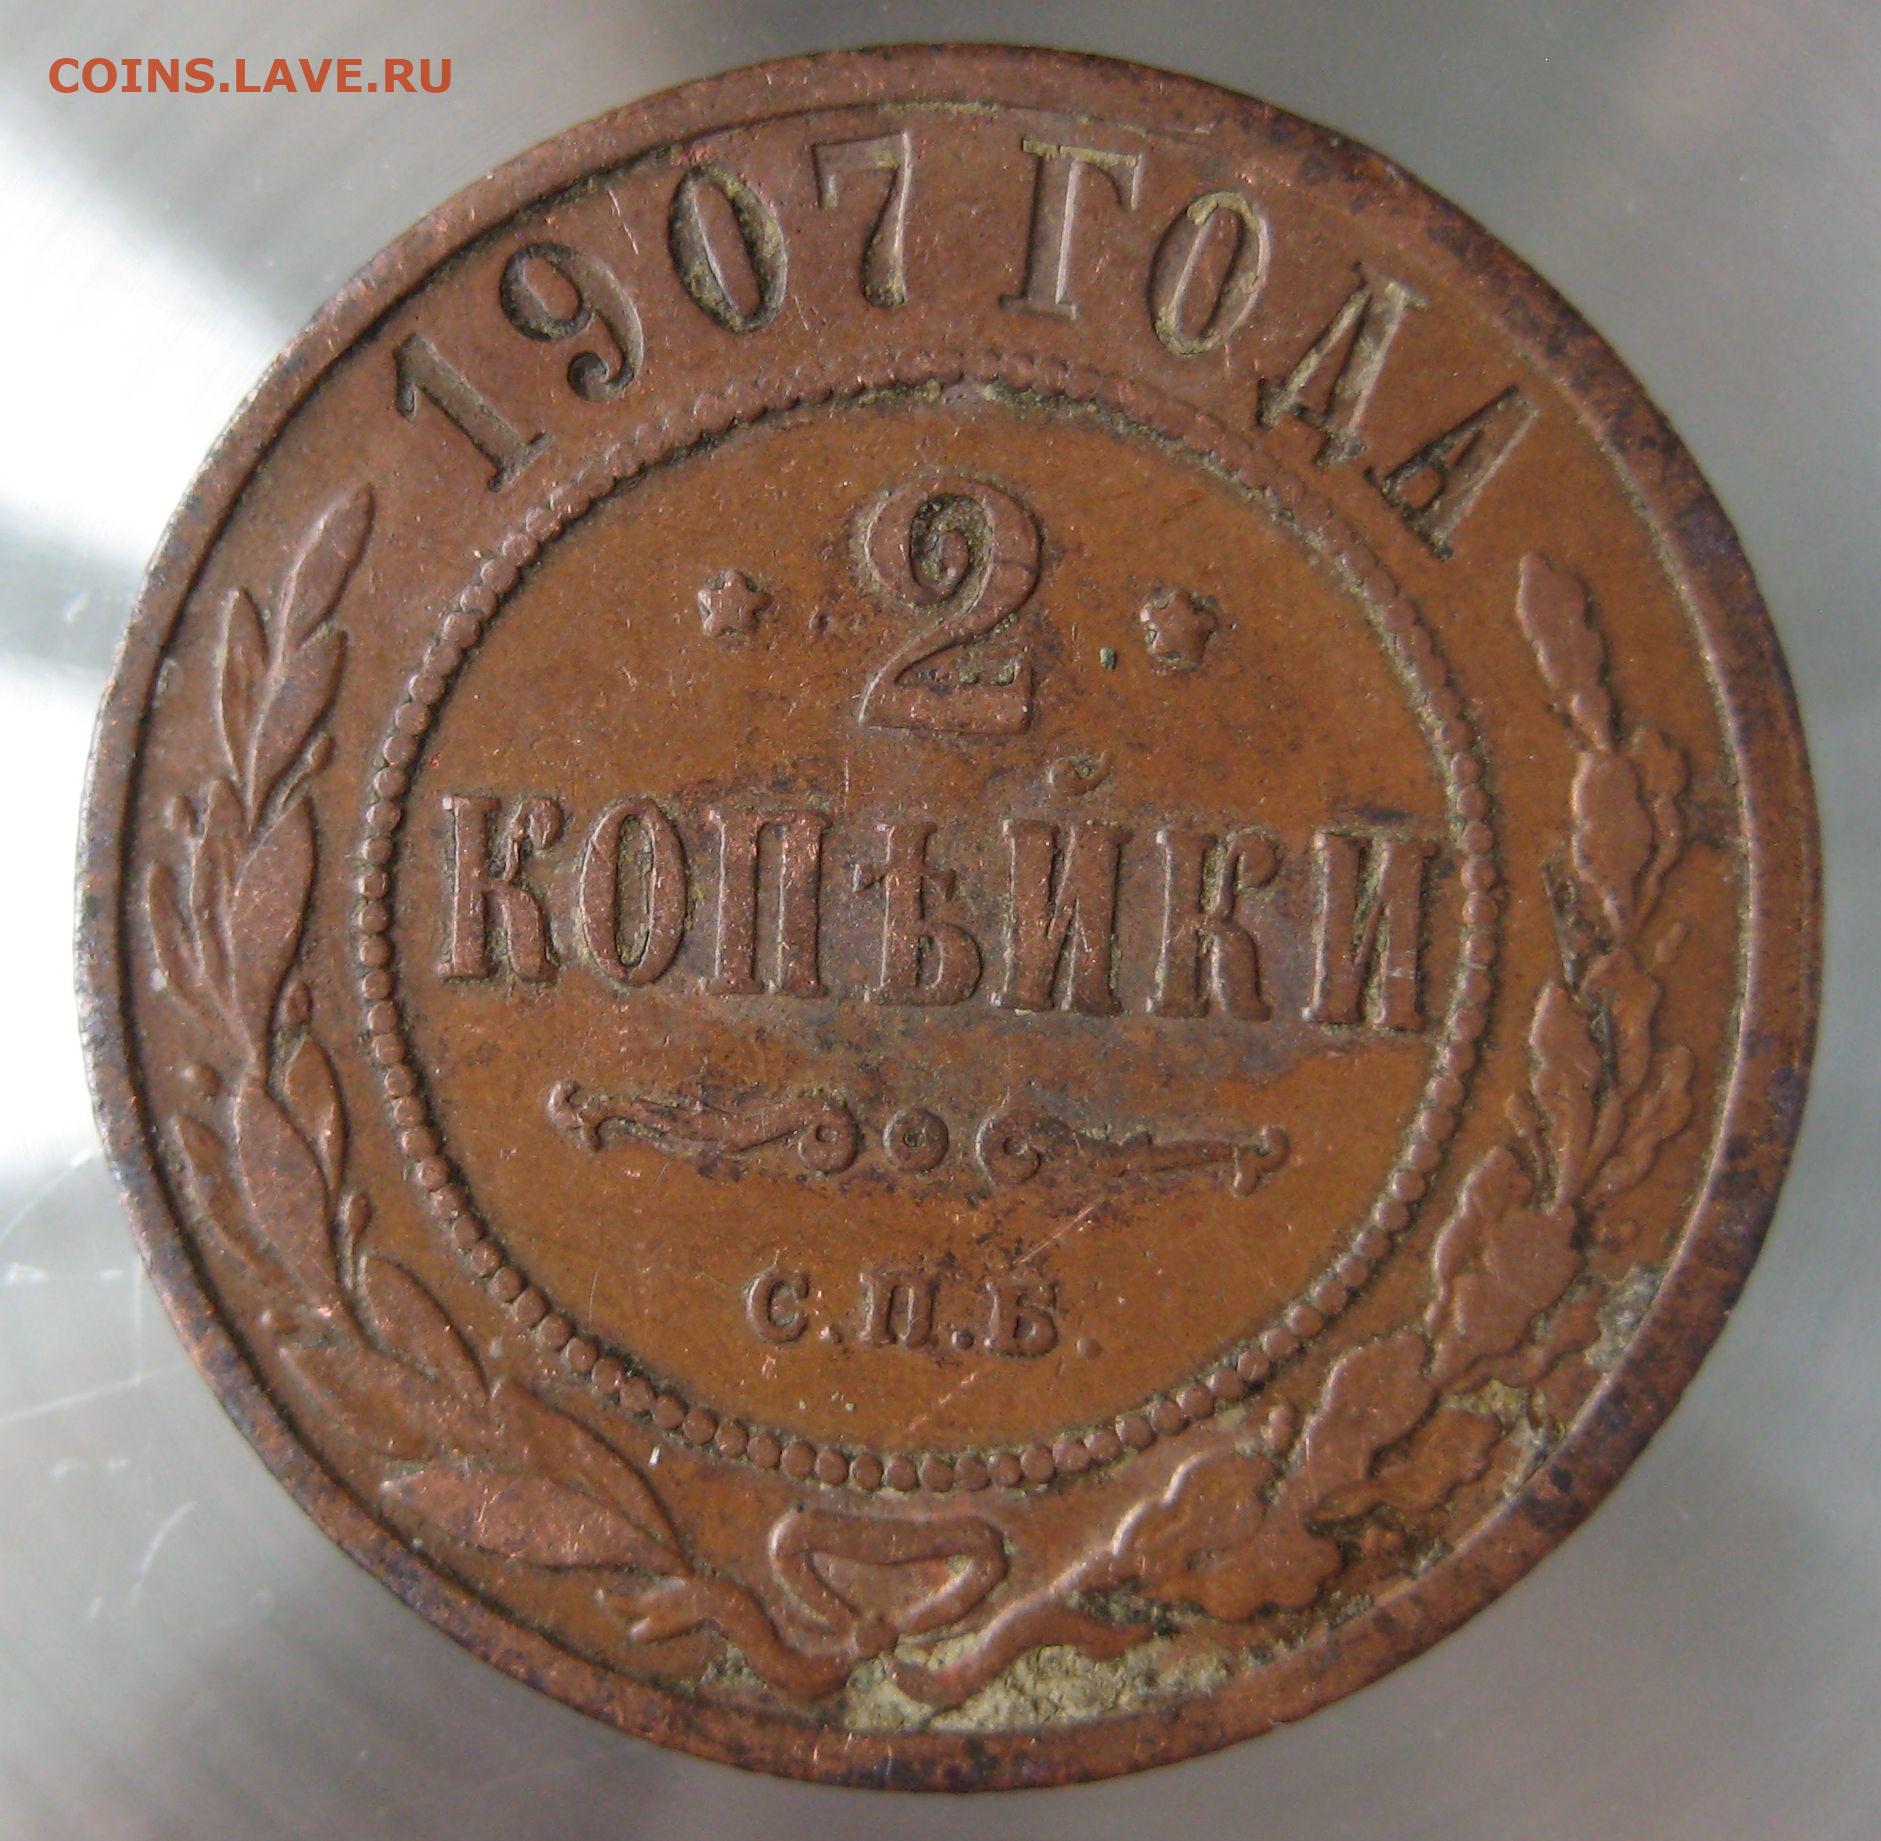 COINS.LAVE.RU
1907 ГОДА
2
КОПѢЙКИ
С.П.Б.